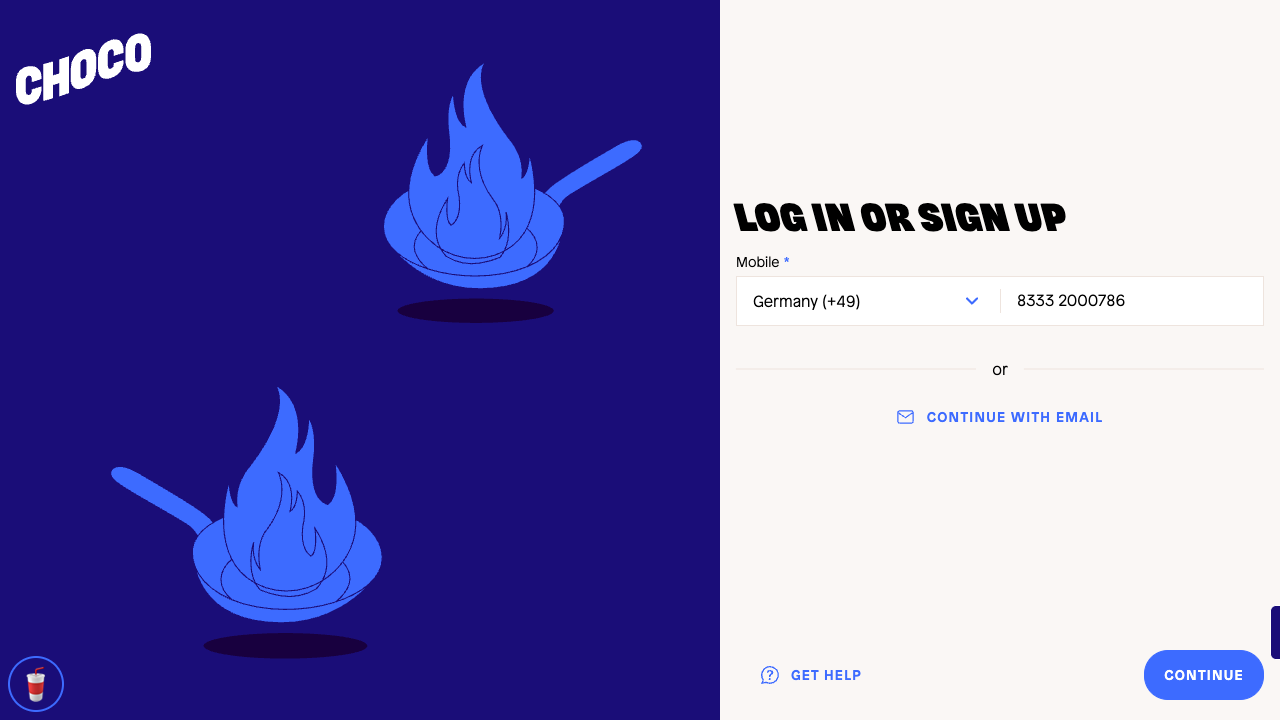 CHOCO
LOG IN OR SIGN UP
Mobile *
Germany (+49)
8333 2000786
or
CONTINUE WITH EMAIL
GET HELP
CONTINUE